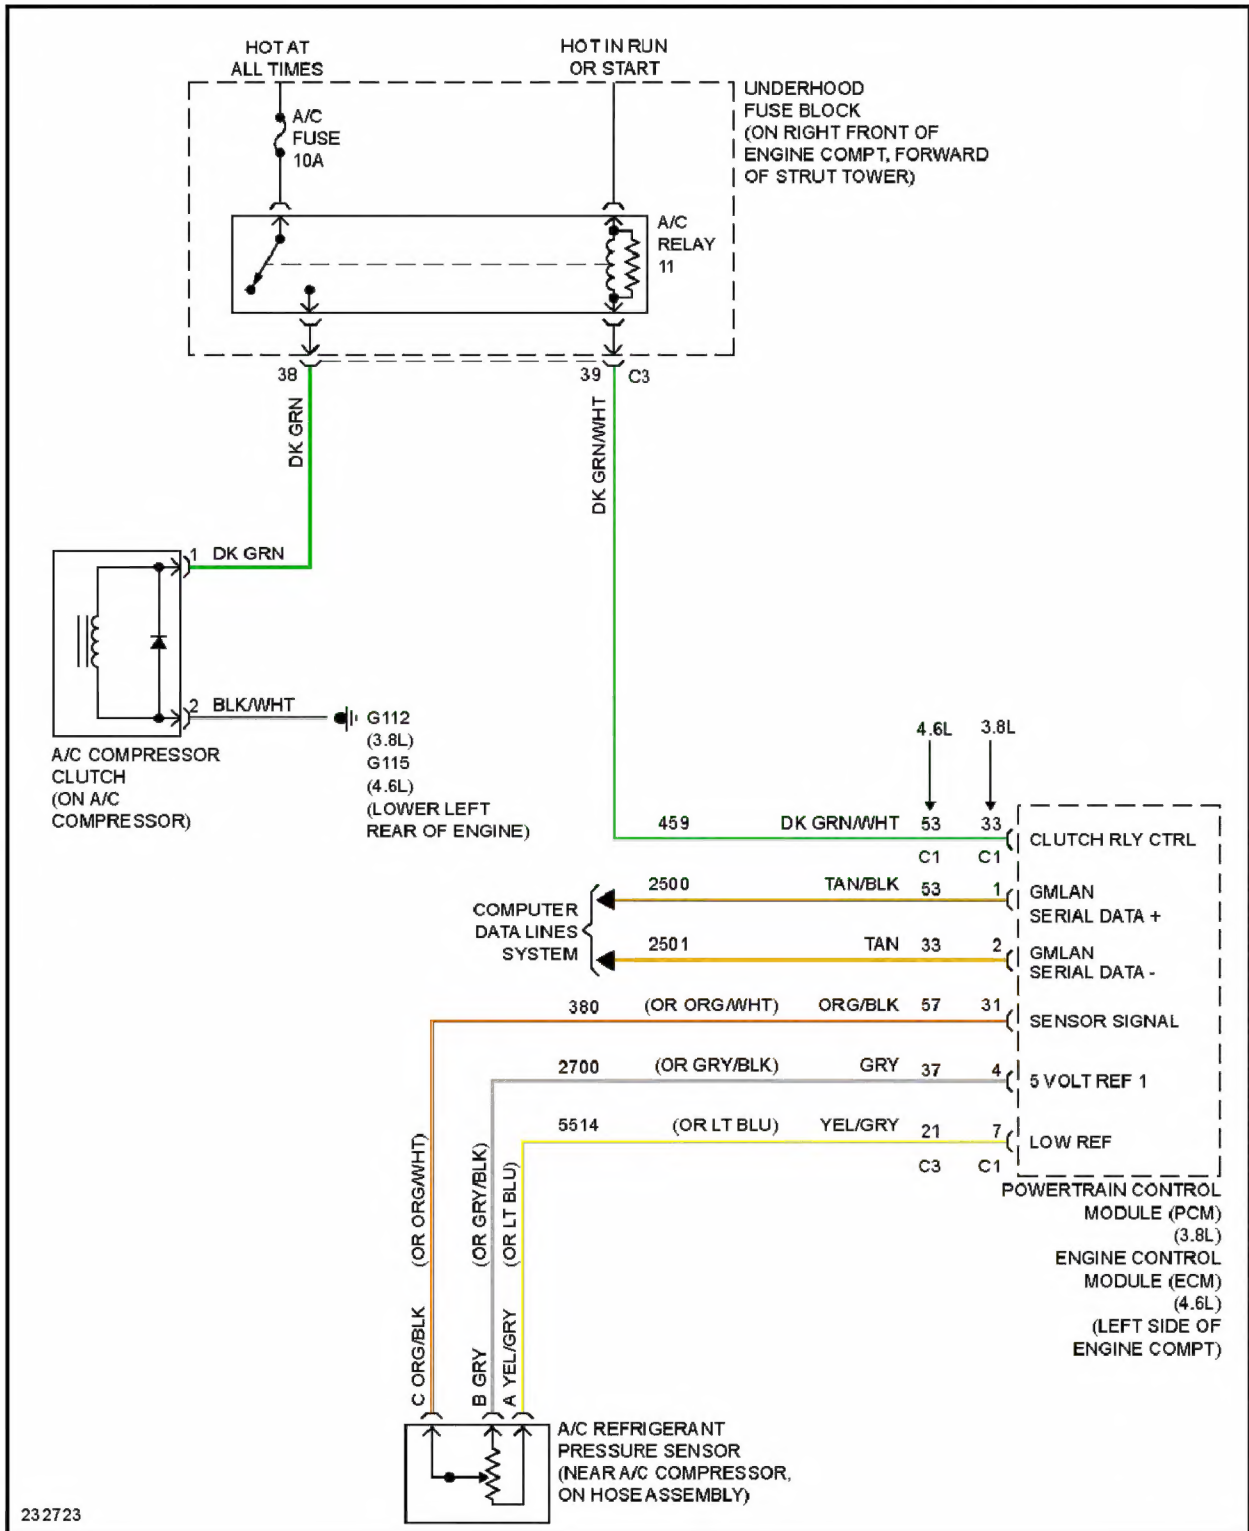 HOT AT
ALL TIMES
HOT IN RUN
OR START
A/C
FUSE
10A
UNDERHOOD
FUSE BLOCK
(ON RIGHT FRONT OF
ENGINE COMPT, FORWARD
OF STRUT TOWER)
A/C
RELAY
11
38
39 C3
DK GRN
DK GRN/WHT
1 DK GRN
2 BLK/WHT
G112
(3.8L)
G115
(4.6L)
(LOWER LEFT
REAR OF ENGINE)
A/C COMPRESSOR
CLUTCH
(ON A/C
COMPRESSOR)
4.6L 3.8L
459 DK GRN/WHT 53 33 CLUTCH RLY CTRL
C1 C1
2500 TAN/BLK 53 1 GMLAN
SERIAL DATA +
COMPUTER
DATA LINES
SYSTEM
2501 TAN 33 2 GMLAN
SERIAL DATA -
380 (OR ORG/WHT) ORG/BLK 57 31 SENSOR SIGNAL
2700 (OR GRY/BLK) GRY 37 4 5 VOLT REF 1
5514 (OR LT BLU) YEL/GRY 21 7 LOW REF
C3 C1
POWERTRAIN CONTROL
MODULE (PCM)
(3.8L)
ENGINE CONTROL
MODULE (ECM)
(4.6L)
(LEFT SIDE OF
ENGINE COMPT)
C ORG/BLK (OR ORG/WHT)
B GRY (OR GRY/BLK)
A YEL/GRY (OR LT BLU)
A/C REFRIGERANT
PRESSURE SENSOR
(NEAR A/C COMPRESSOR,
ON HOSE ASSEMBLY)
232723